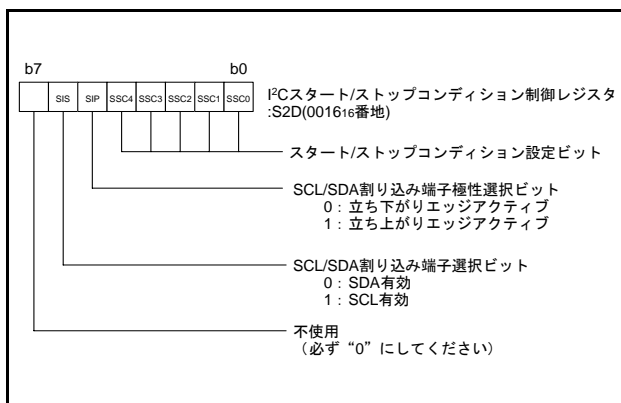 b7 b0
SIS SIP SSC4 SSC3 SSC2 SSC1 SSC0
I²Cスタート/ストップコンディション制御レジスタ
:S2D(0016₁₆番地)
スタート/ストップコンディション設定ビット
SCL/SDA割り込み端子極性選択ビット
0：立ち下がりエッジアクティブ
1：立ち上がりエッジアクティブ
SCL/SDA割り込み端子選択ビット
0：SDA有効
1：SCL有効
不使用
（必ず“0”にしてください）